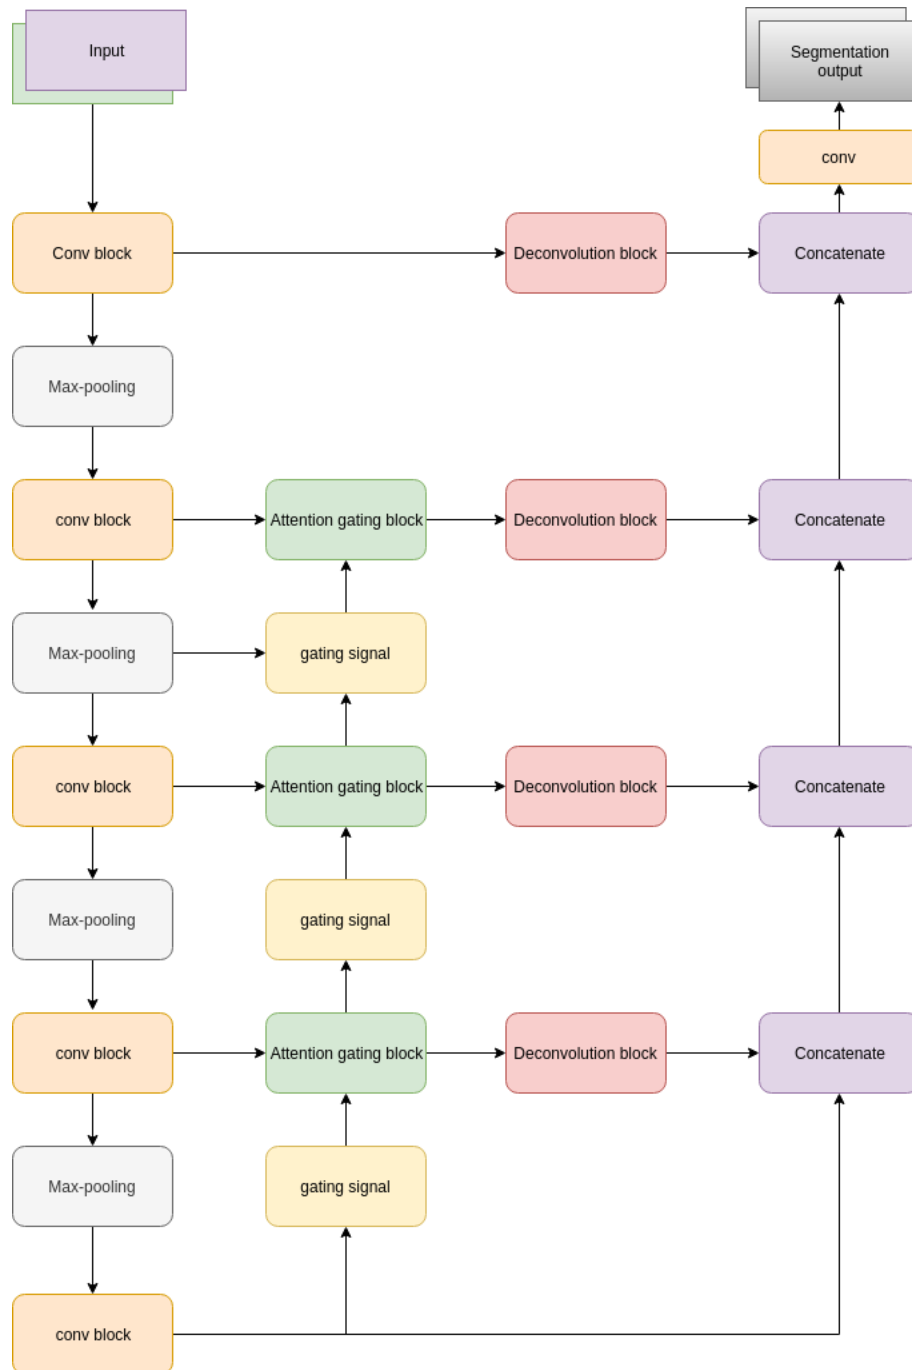 Input
Segmentation
output
conv
Conv block
Deconvolution block
Concatenate
Max-pooling
conv block
Attention gating block
Deconvolution block
Concatenate
Max-pooling
gating signal
conv block
Attention gating block
Deconvolution block
Concatenate
Max-pooling
gating signal
conv block
Attention gating block
Deconvolution block
Concatenate
Max-pooling
gating signal
conv block